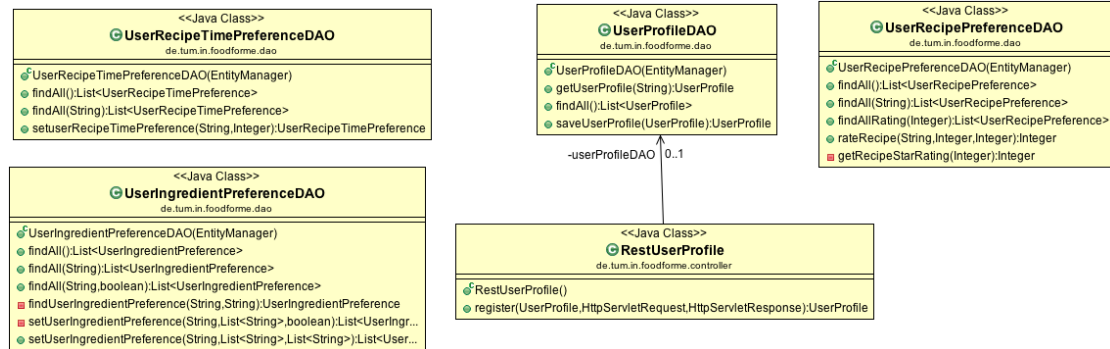 <<Java Class>>
UserRecipeTimePreferenceDAO
de.tum.in.foodforme.dao
UserRecipeTimePreferenceDAO(EntityManager)
findAll():List<UserRecipeTimePreference>
findAll(String):List<UserRecipeTimePreference>
setuserRecipeTimePreference(String,Integer):UserRecipeTimePreference
<<Java Class>>
UserProfileDAO
de.tum.in.foodforme.dao
UserProfileDAO(EntityManager)
getUserProfile(String):UserProfile
findAll():List<UserProfile>
saveUserProfile(UserProfile):UserProfile
<<Java Class>>
UserRecipePreferenceDAO
de.tum.in.foodforme.dao
UserRecipePreferenceDAO(EntityManager)
findAll():List<UserRecipePreference>
findAll(String):List<UserRecipePreference>
findAllRating(Integer):List<UserRecipePreference>
rateRecipe(String,Integer,Integer):Integer
getRecipeStarRating(Integer):Integer
-userProfileDAO 0..1
<<Java Class>>
UserIngredientPreferenceDAO
de.tum.in.foodforme.dao
UserIngredientPreferenceDAO(EntityManager)
findAll():List<UserIngredientPreference>
findAll(String):List<UserIngredientPreference>
findAll(String,boolean):List<UserIngredientPreference>
findUserIngredientPreference(String,String):UserIngredientPreference
setUserIngredientPreference(String,List<String>,boolean):List<UserIngr...
setUserIngredientPreference(String,List<String>,List<String>):List<User...
<<Java Class>>
RestUserProfile
de.tum.in.foodforme.controller
RestUserProfile()
register(UserProfile,HttpServletRequest,HttpServletResponse):UserProfile